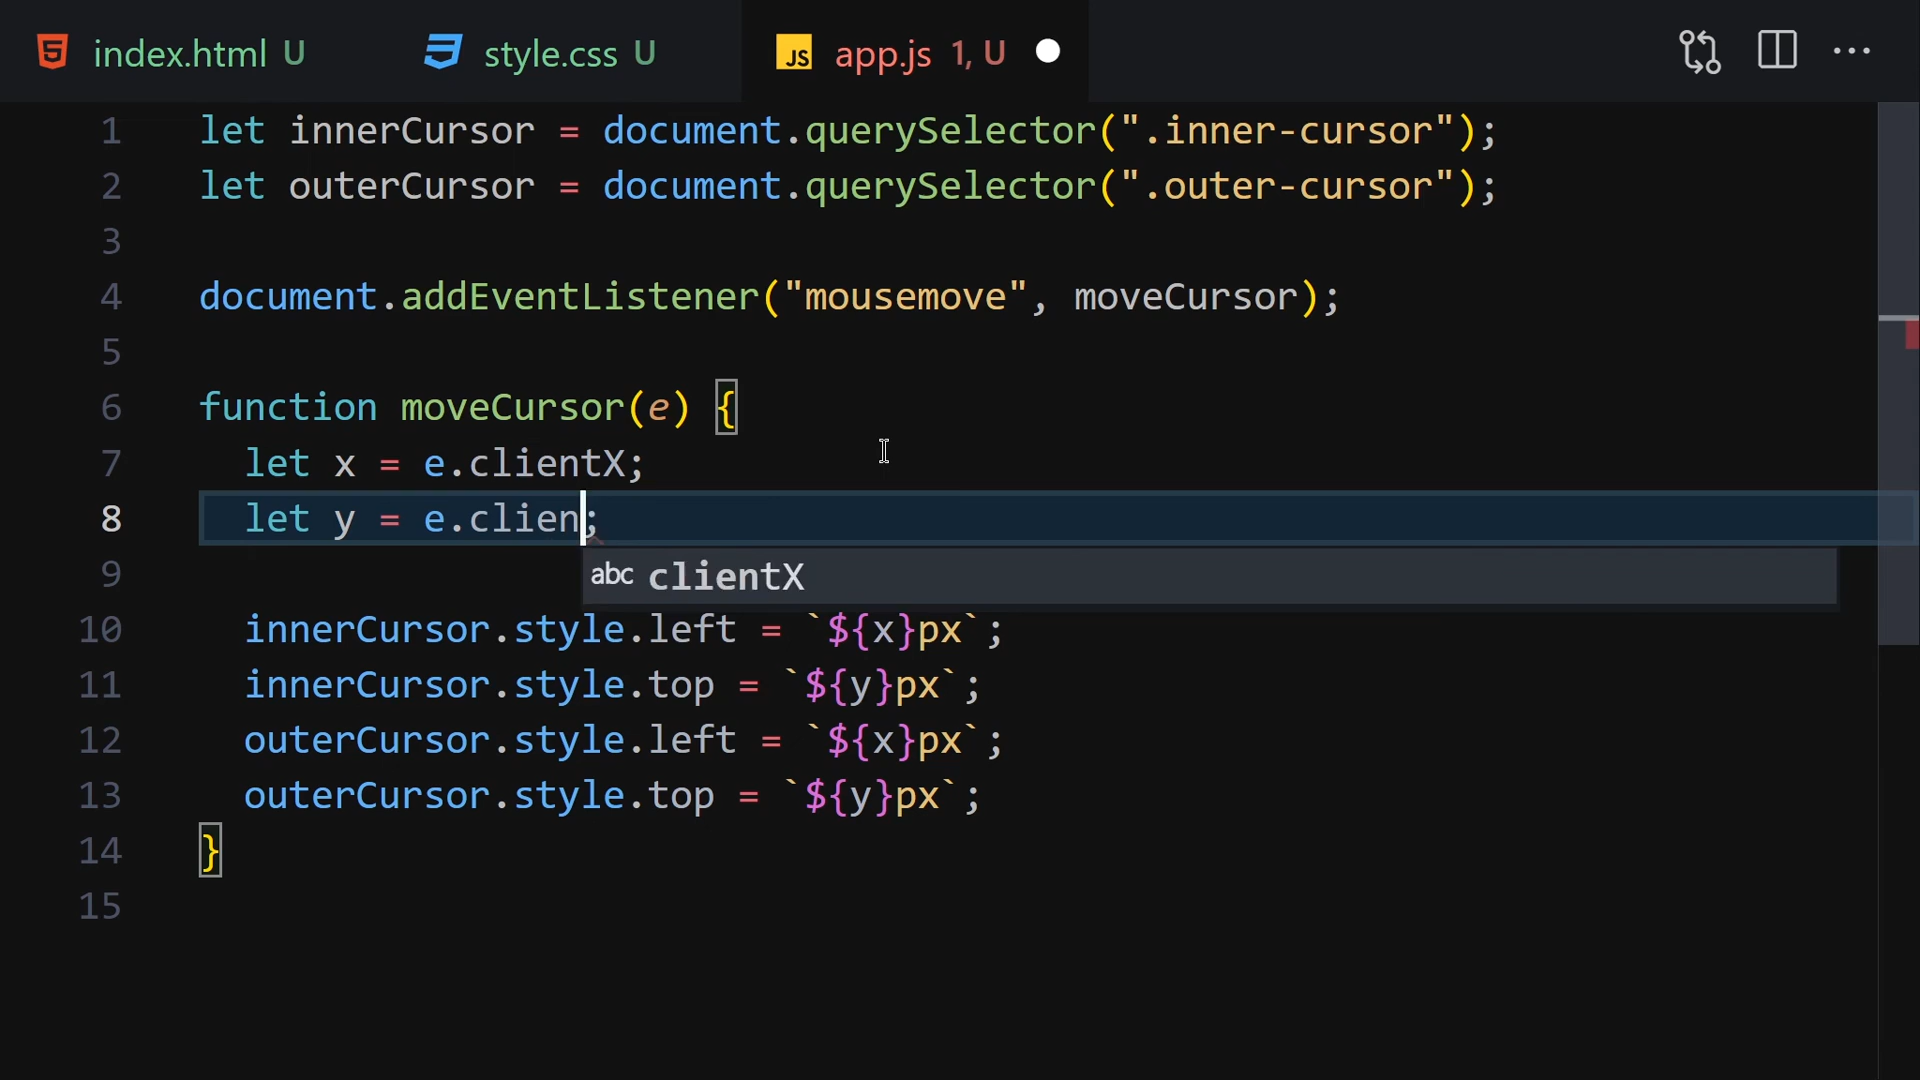 index.html U style.css U JS app.js 1, U
1 let innerCursor = document.querySelector(".inner-cursor");
2 let outerCursor = document.querySelector(".outer-cursor");
3
4 document.addEventListener("mousemove", moveCursor);
5
6 function moveCursor(e) {
7 let x = e.clientX;
8 let y = e.clien;
9 abc clientX
10 innerCursor.style.left = `${x}px`;
11 innerCursor.style.top = `${y}px`;
12 outerCursor.style.left = `${x}px`;
13 outerCursor.style.top = `${y}px`;
14 }
15